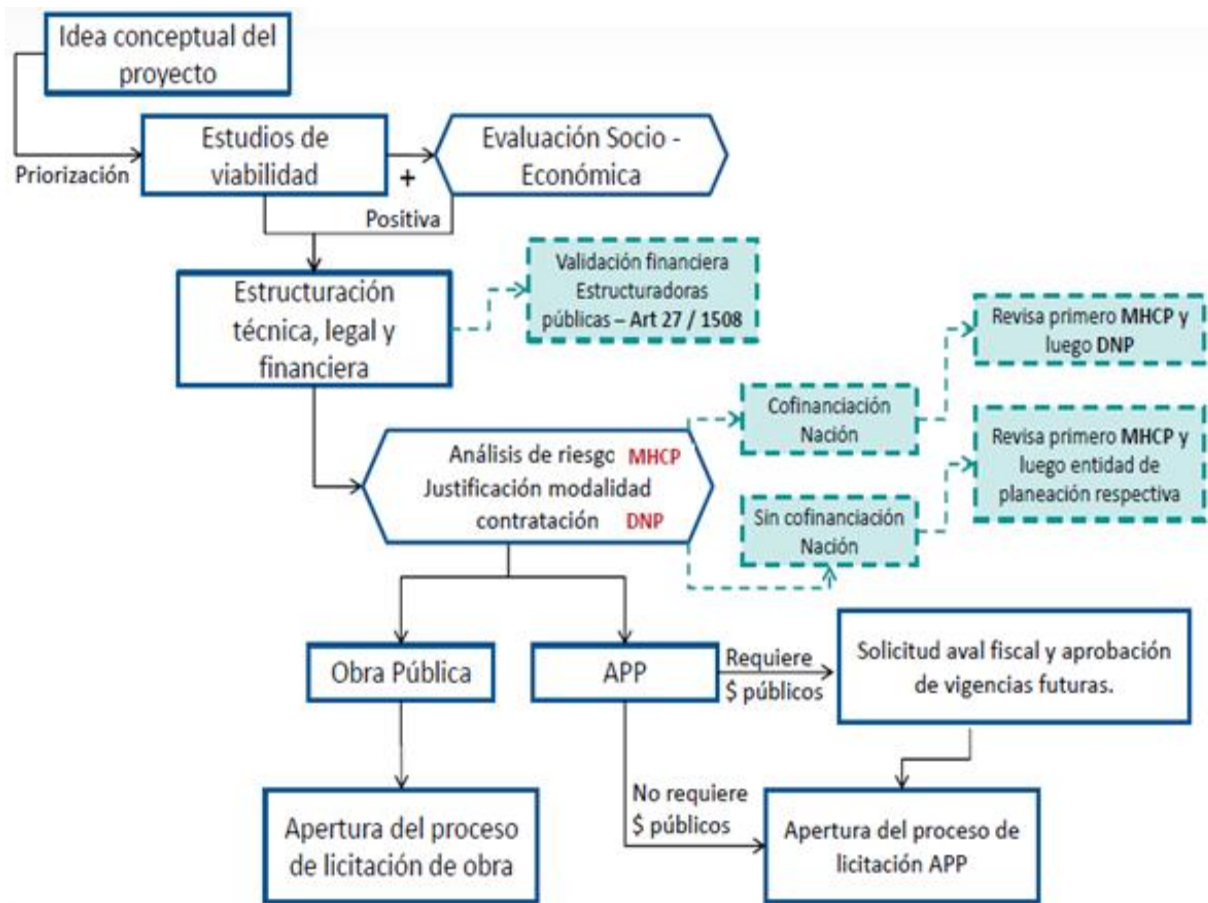 Idea conceptual del
proyecto
Priorización
Estudios de
viabilidad
+
Evaluación Socio -
Económica
Positiva
Estructuración
técnica, legal y
financiera
Validación financiera
Estructuradoras
públicas – Art 27 / 1508
Análisis de riesgo MHCP
Justificación modalidad
contratación DNP
Cofinanciación
Nación
Revisa primero MHCP y
luego DNP
Sin cofinanciación
Nación
Revisa primero MHCP y
luego entidad de
planeación respectiva
Obra Pública
APP
Requiere
$ públicos
Solicitud aval fiscal y aprobación
de vigencias futuras.
No requiere
$ públicos
Apertura del proceso
de licitación de obra
Apertura del proceso de
licitación APP